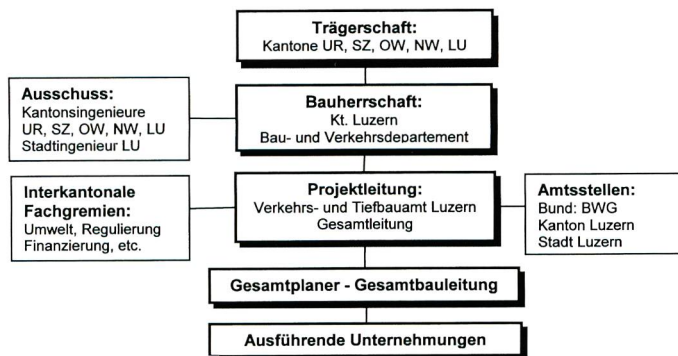 Trägerschaft:
Kantone UR, SZ, OW, NW, LU
Ausschuss:
Kantonsingenieure
UR, SZ, OW, NW, LU
Stadtingenieur LU
Bauherrschaft:
Kt. Luzern
Bau- und Verkehrsdepartement
Interkantonale
Fachgremien:
Umwelt, Regulierung
Finanzierung, etc.
Projektleitung:
Verkehrs- und Tiefbauamt Luzern
Gesamtleitung
Amtsstellen:
Bund: BWG
Kanton Luzern
Stadt Luzern
Gesamtplaner - Gesamtbauleitung
Ausführende Unternehmungen